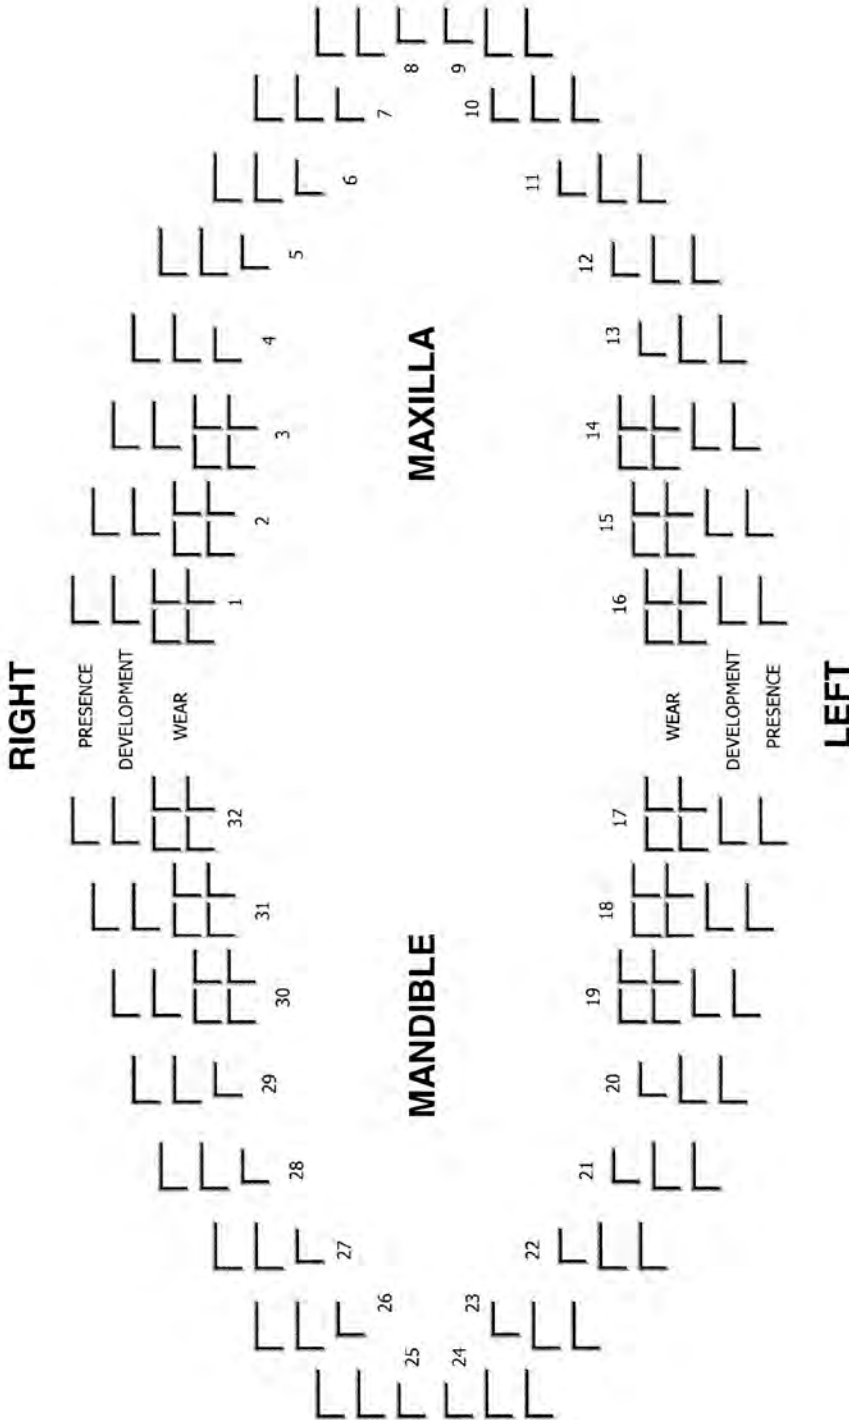 RIGHT
PRESENCE
DEVELOPMENT
WEAR
32 1
31 2
30 3
29 4
28 5
27 6
26 7
25 8
MANDIBLE MAXILLA
24 9
23 10
22 11
21 12
20 13
19 14
18 15
17 16
WEAR
DEVELOPMENT
PRESENCE
LEFT